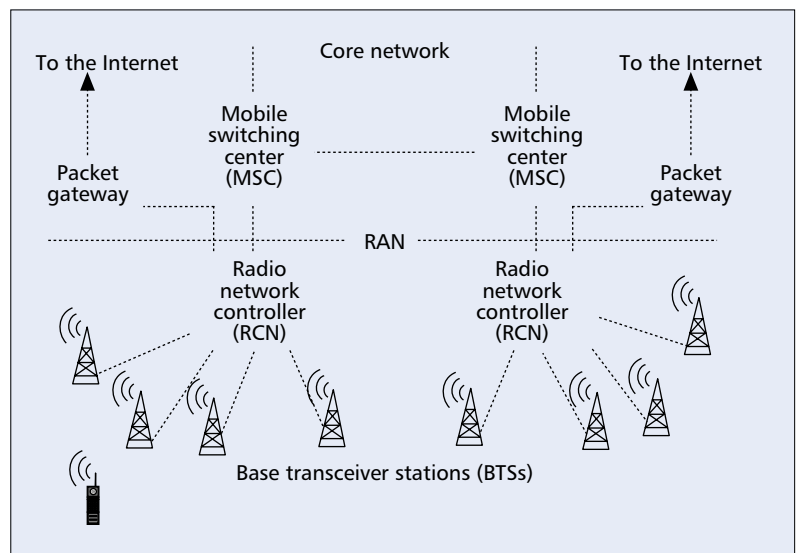 Core network
To the Internet
To the Internet
Mobile
switching
center
(MSC)
Mobile
switching
center
(MSC)
Packet
gateway
Packet
gateway
RAN
Radio
network
controller
(RCN)
Radio
network
controller
(RCN)
Base transceiver stations (BTSs)